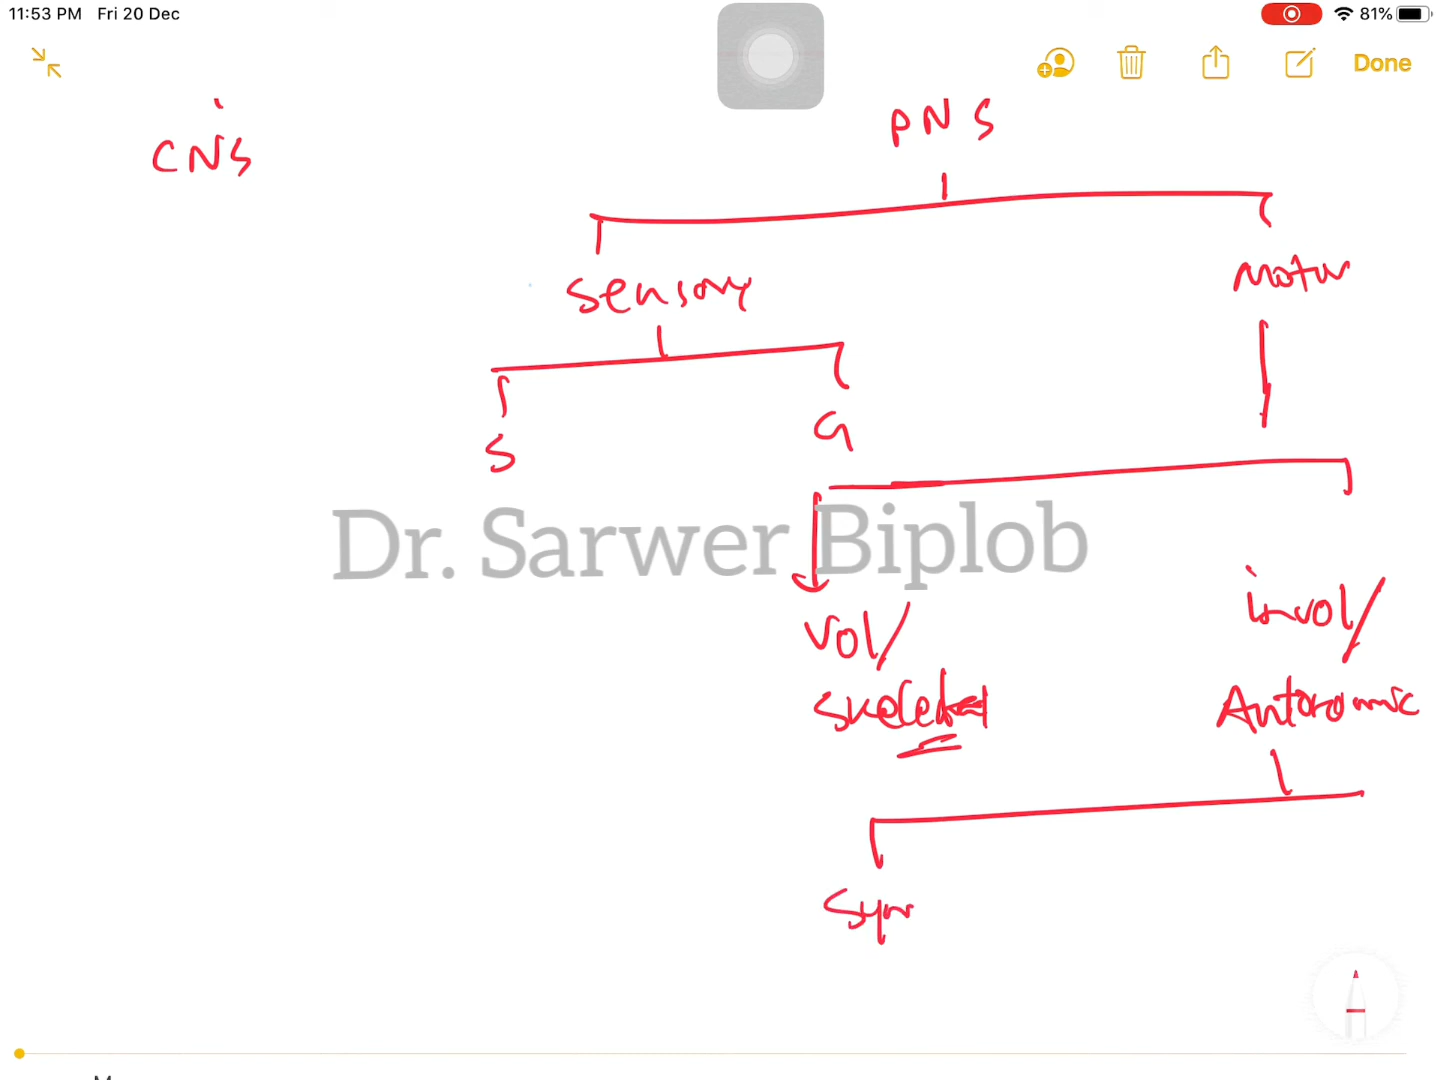 11:53 PM Fri 20 Dec
81%
Done
CNS
PNS
sensory
motor
S
G
Dr. Sarwer Biplob
vol/
skeletal
invol/
Autonomic
Sym